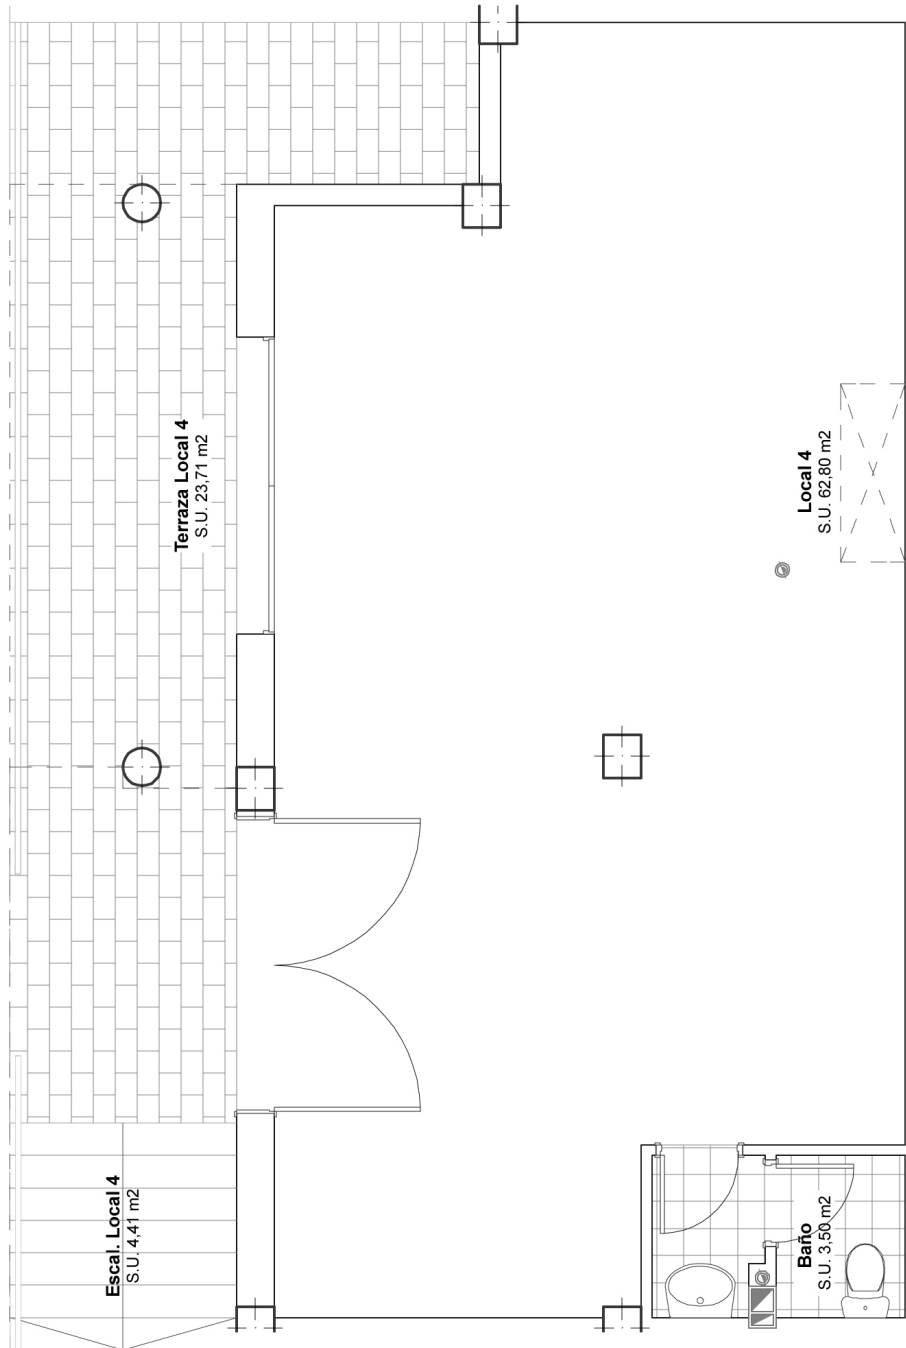 Terraza Local 4
S.U. 23,71 m2
Local 4
S.U. 62,80 m2
Escal. Local 4
S.U. 4,41 m2
Baño
S.U. 3,50 m2